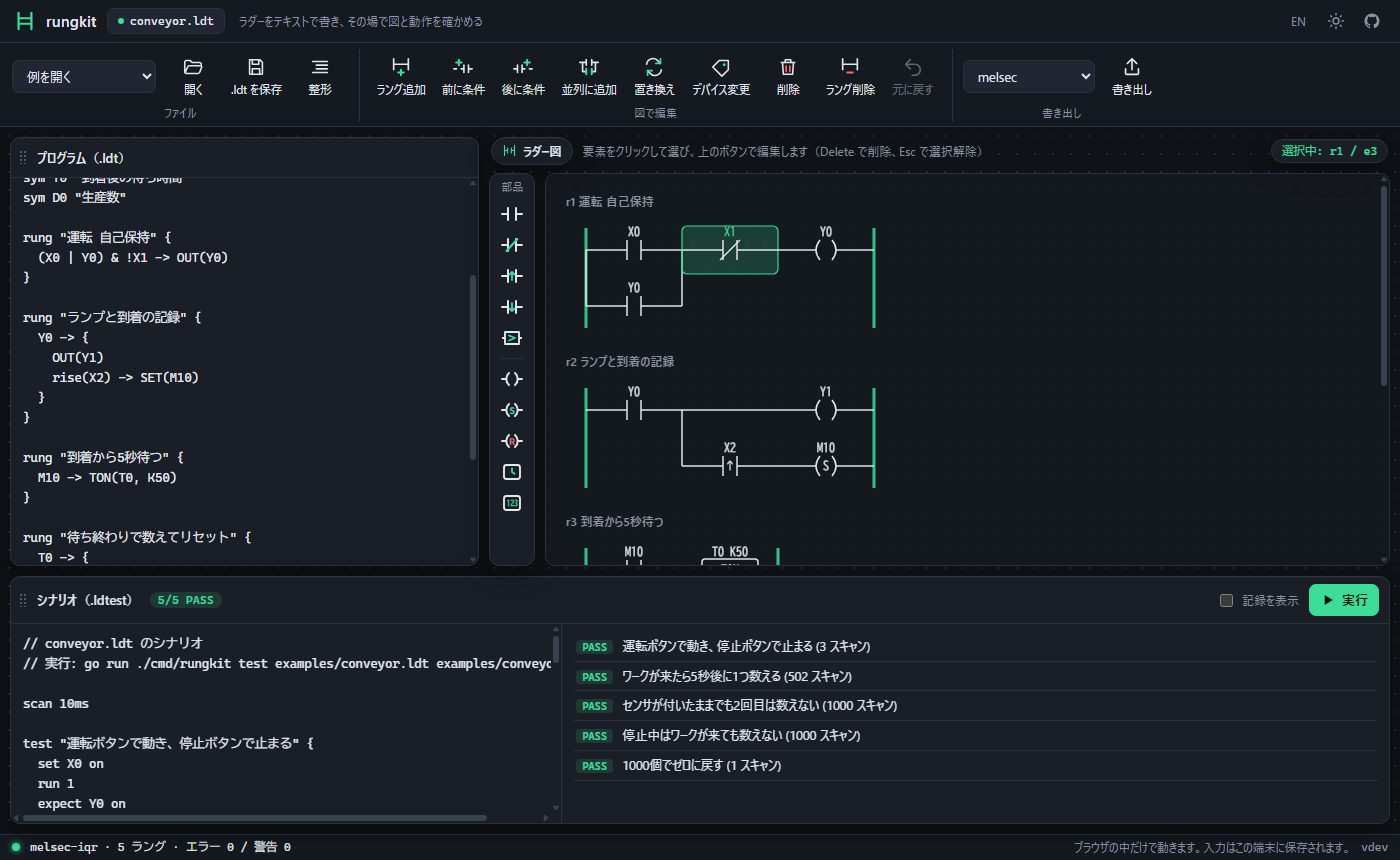 rungkit
conveyor.ldt
ラダーをテキストで書き、その場で図と動作を確かめる
EN
例を開く
開く
.ldt を保存
整形
ファイル
ラング追加
前に条件
後に条件
並列に追加
置き換え
デバイス変更
削除
ラング削除
元に戻す
図で編集
melsec
書き出し
書き出し
プログラム (.ldt)
sym D0 "生産数"
rung "運転 自己保持" {
(X0 | Y0) & !X1 -> OUT(Y0)
}
rung "ランプと到着の記録" {
Y0 -> {
OUT(Y1)
rise(X2) -> SET(M10)
}
}
rung "到着から5秒待つ" {
M10 -> TON(T0, K50)
}
rung "待ち終わりで数えてリセット" {
T0 -> {
ラダー図
要素をクリックして選び、上のボタンで編集します (Delete で削除、Esc で選択解除)
選択中: r1 / e3
部品
S
R
123
r1 運転 自己保持
X0
X1
Y0
Y0
r2 ランプと到着の記録
Y0
Y1
X2
M10
S
r3 到着から5秒待つ
M10
T0 K50
シナリオ (.ldtest)
5/5 PASS
記録を表示
実行
// conveyor.ldt のシナリオ
// 実行: go run ./cmd/rungkit test examples/conveyor.ldt examples/conveyo
scan 10ms
test "運転ボタンで動き、停止ボタンで止まる" {
set X0 on
run 1
expect Y0 on
PASS 運転ボタンで動き、停止ボタンで止まる (3 スキャン)
PASS ワークが来たら5秒後に1つ数える (502 スキャン)
PASS センサが付いたままでも2回目は数えない (1000 スキャン)
PASS 停止中はワークが来ても数えない (1000 スキャン)
PASS 1000個でゼロに戻す (1 スキャン)
melsec-iqr · 5 ラング · エラー 0 / 警告 0
ブラウザの中だけで動きます。入力はこの端末に保存されます。 vdev